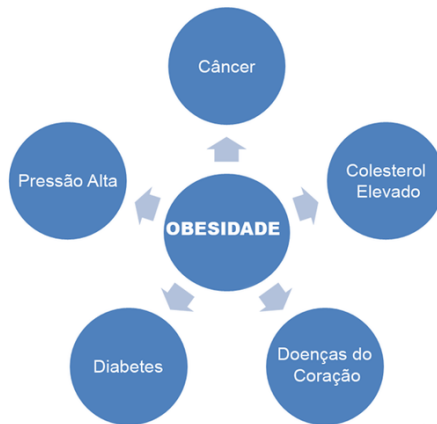 Câncer
Pressão Alta
Colesterol
Elevado
OBESIDADE
Diabetes
Doenças do
Coração